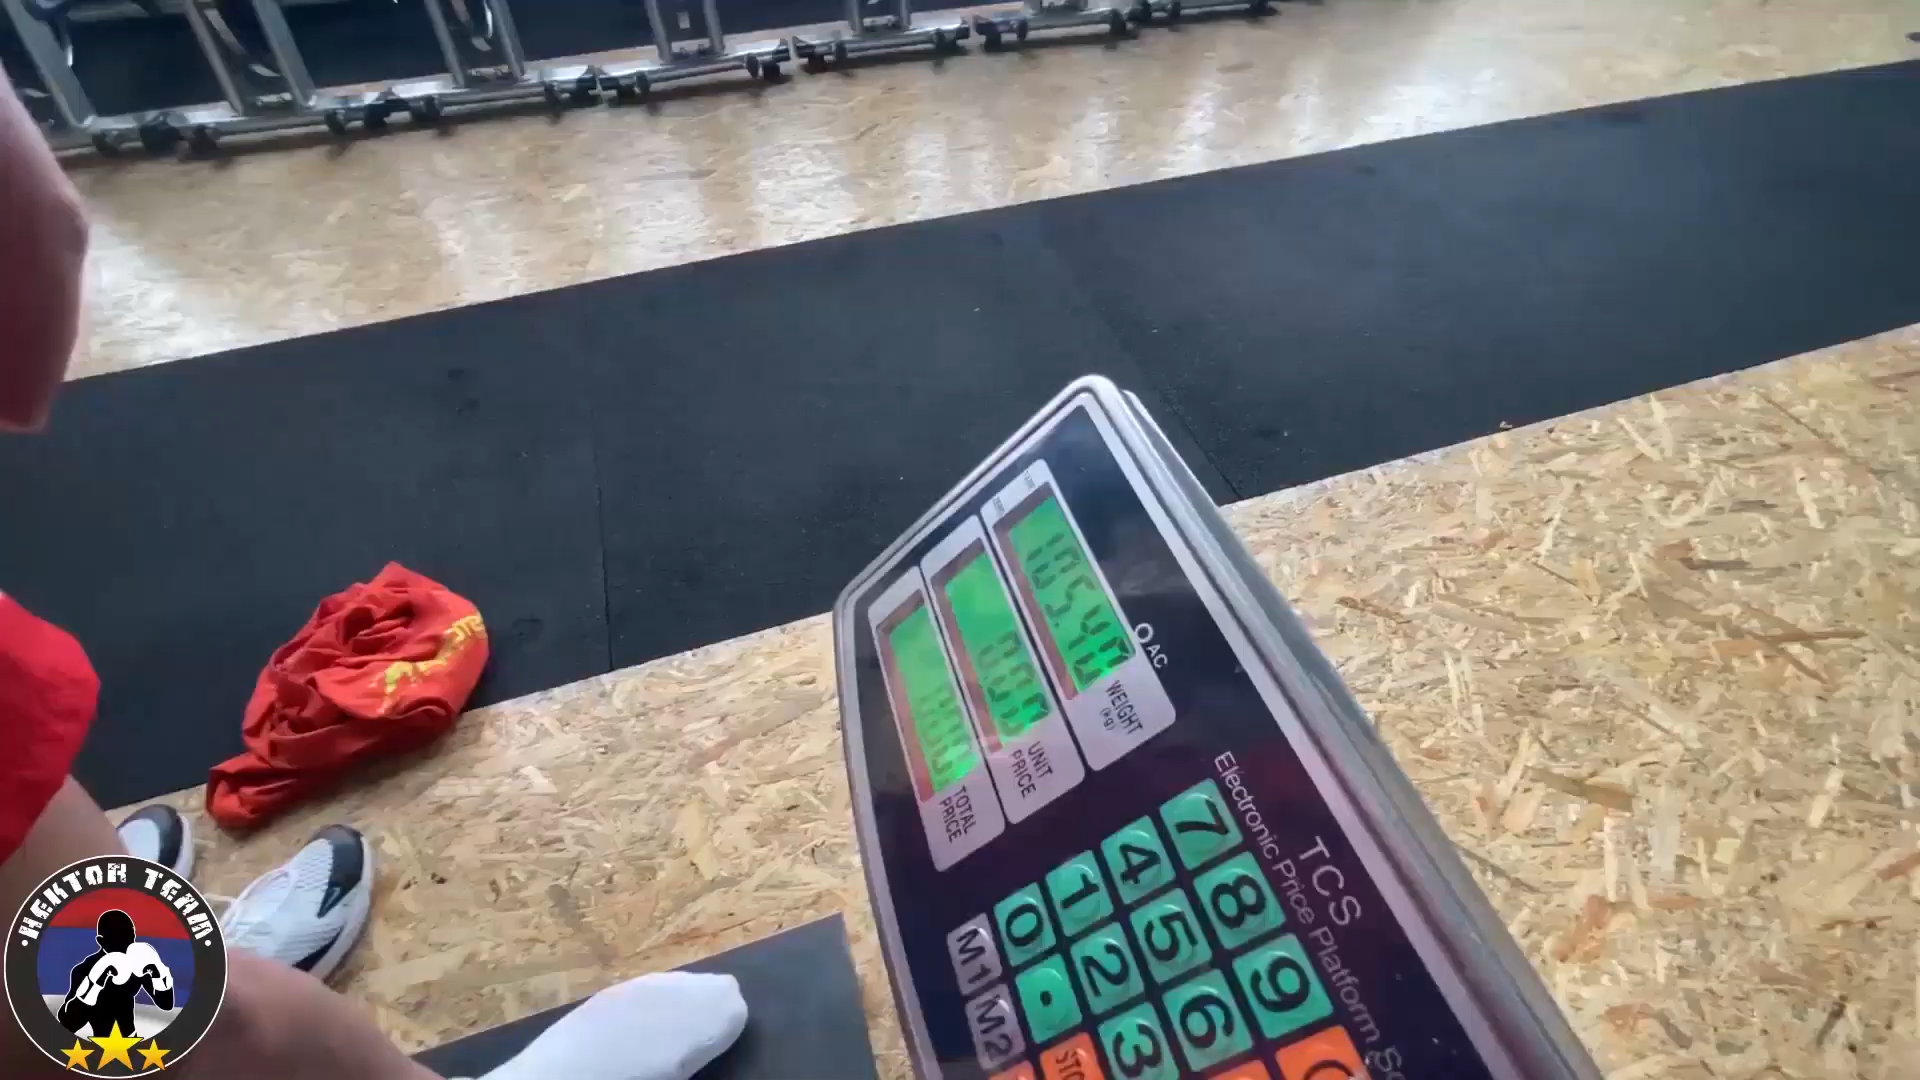 105.40
0.00
0.00
AC
WEIGHT
(kg)
UNIT
PRICE
TOTAL
PRICE
TCS
Electronic Price Platform Sc
7 8 9
4 5 6
1 2 3
0 .
M1 M2
HEKTOR TEAM